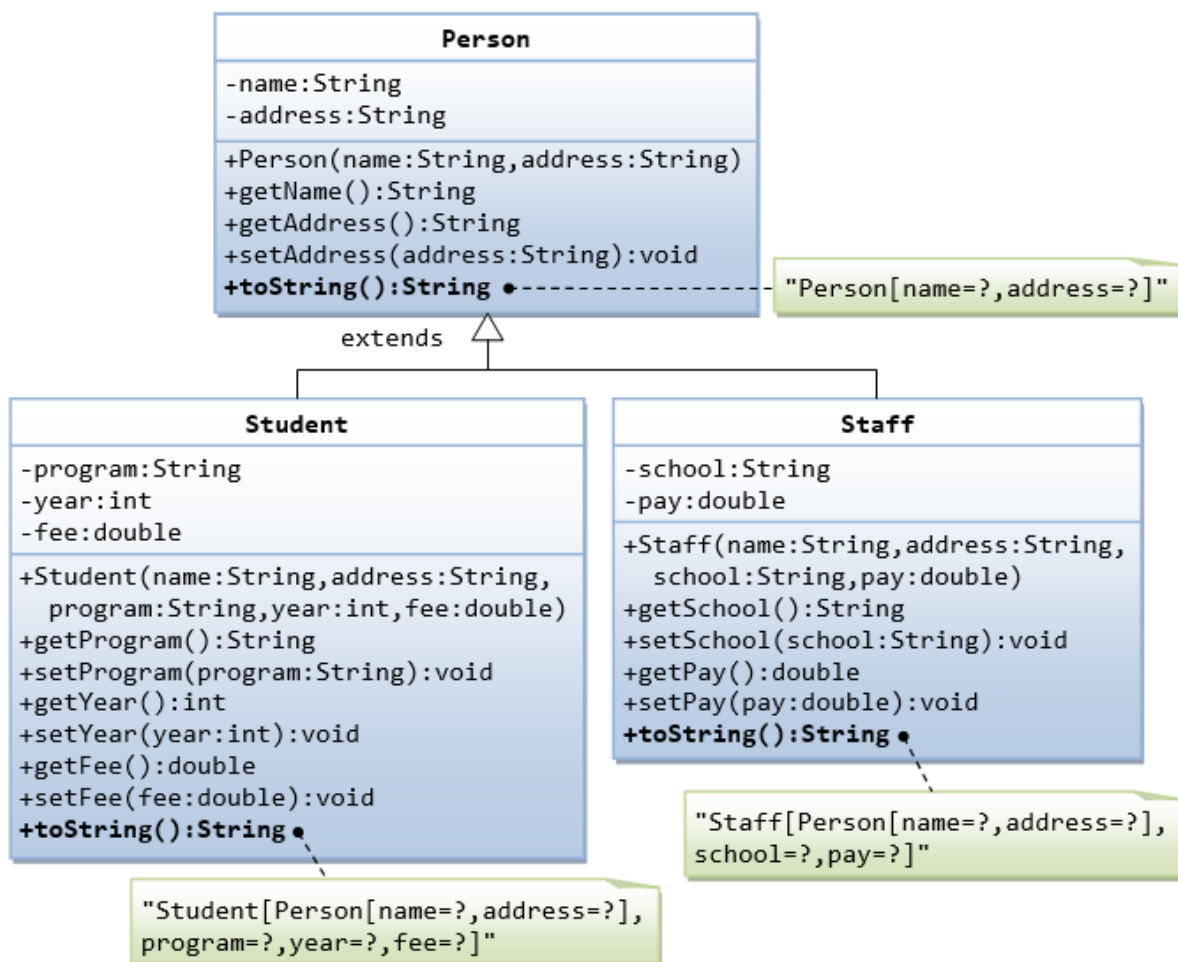 Person
-name:String
-address:String
+Person(name:String,address:String)
+getName():String
+getAddress():String
+setAddress(address:String):void
+toString():String
"Person[name=?,address=?]"
extends
Student
-program:String
-year:int
-fee:double
+Student(name:String,address:String,
program:String,year:int,fee:double)
+getProgram():String
+setProgram(program:String):void
+getYear():int
+setYear(year:int):void
+getFee():double
+setFee(fee:double):void
+toString():String
"Student[Person[name=?,address=?],
program=?,year=?,fee=?]"
Staff
-school:String
-pay:double
+Staff(name:String,address:String,
school:String,pay:double)
+getSchool():String
+setSchool(school:String):void
+getPay():double
+setPay(pay:double):void
+toString():String
"Staff[Person[name=?,address=?],
school=?,pay=?]"